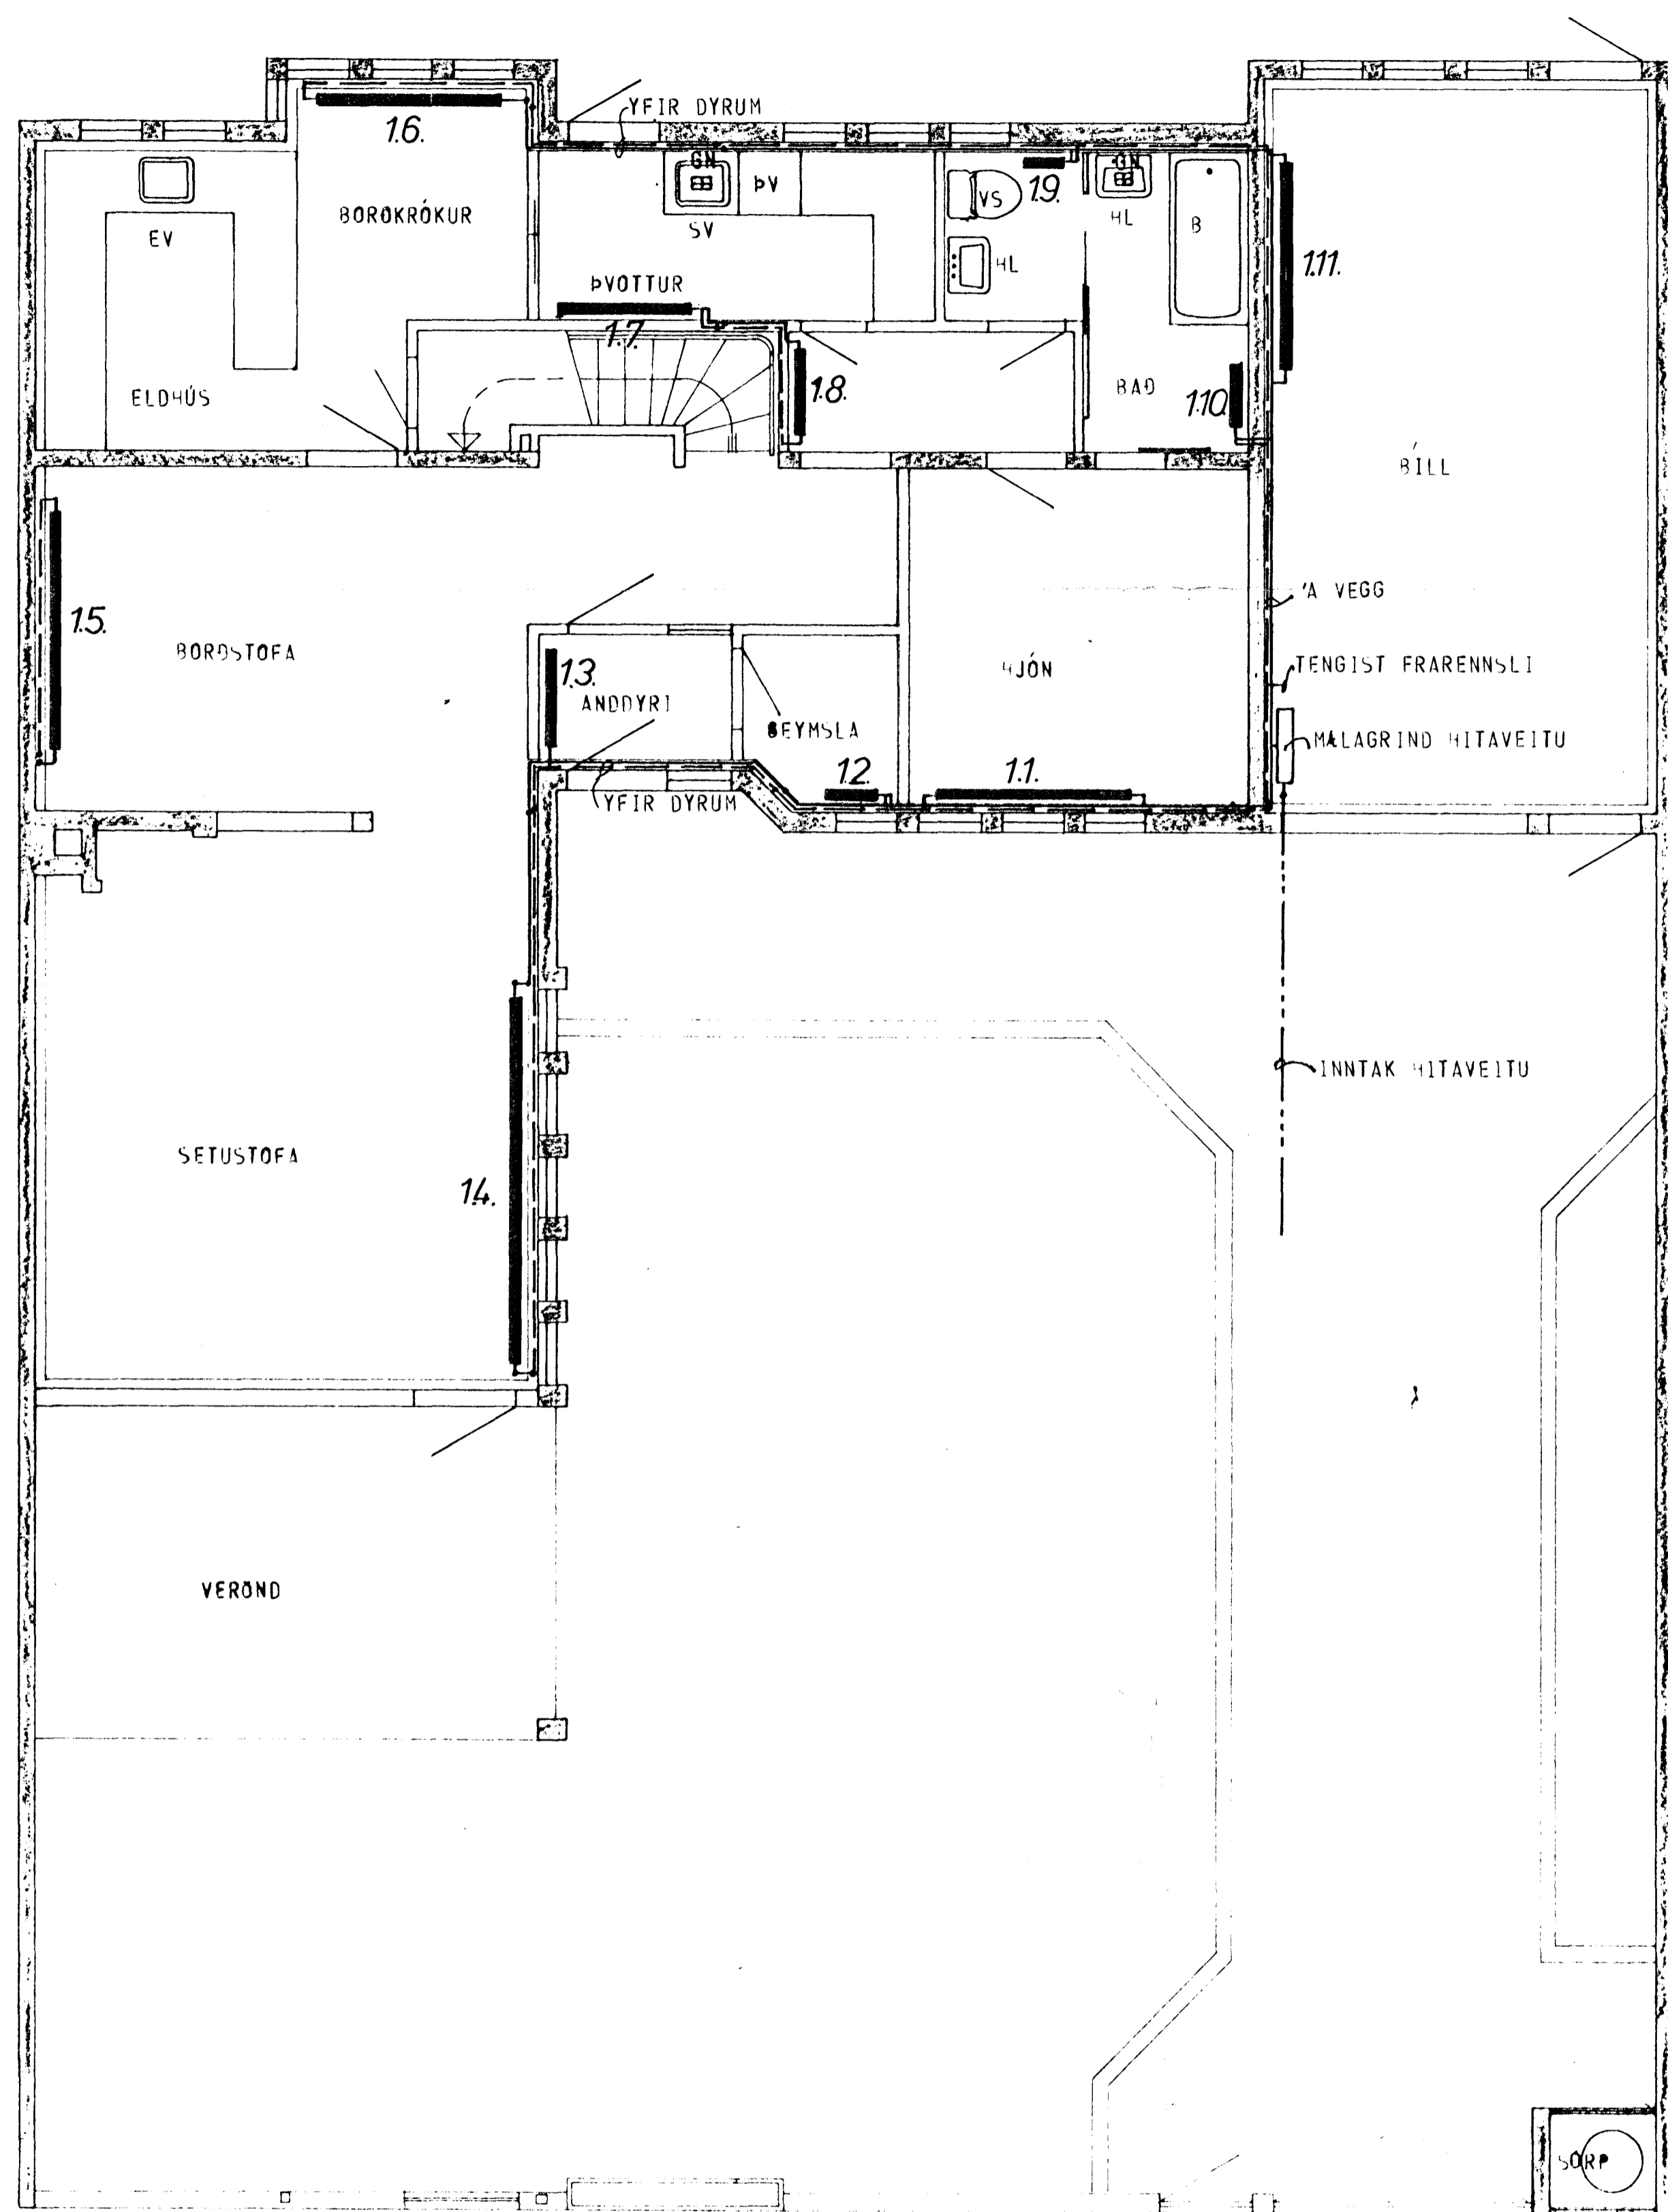 YFIR DYRUM
1.6.
GN
GN
ÞV
VS
1.9.
BORÐKRÓKUR
HL
B
EV
SV
HL
1.11.
ÞVOTTUR
1.7.
1.8.
BAÐ
1.10.
ELDHÚS
BÍLL
'A VEGG
1.5.
BORÐSTOFA
1.3.
HJÓN
TENGIST FRARENNSLI
ANDDYRI
GEYMSLA
MÆLAGRIND HITAVEITU
1.2.
1.1.
YFIR DYRUM
INNTAK HITAVEITU
SETUSTOFA
1.4.
VERÖND
SORP